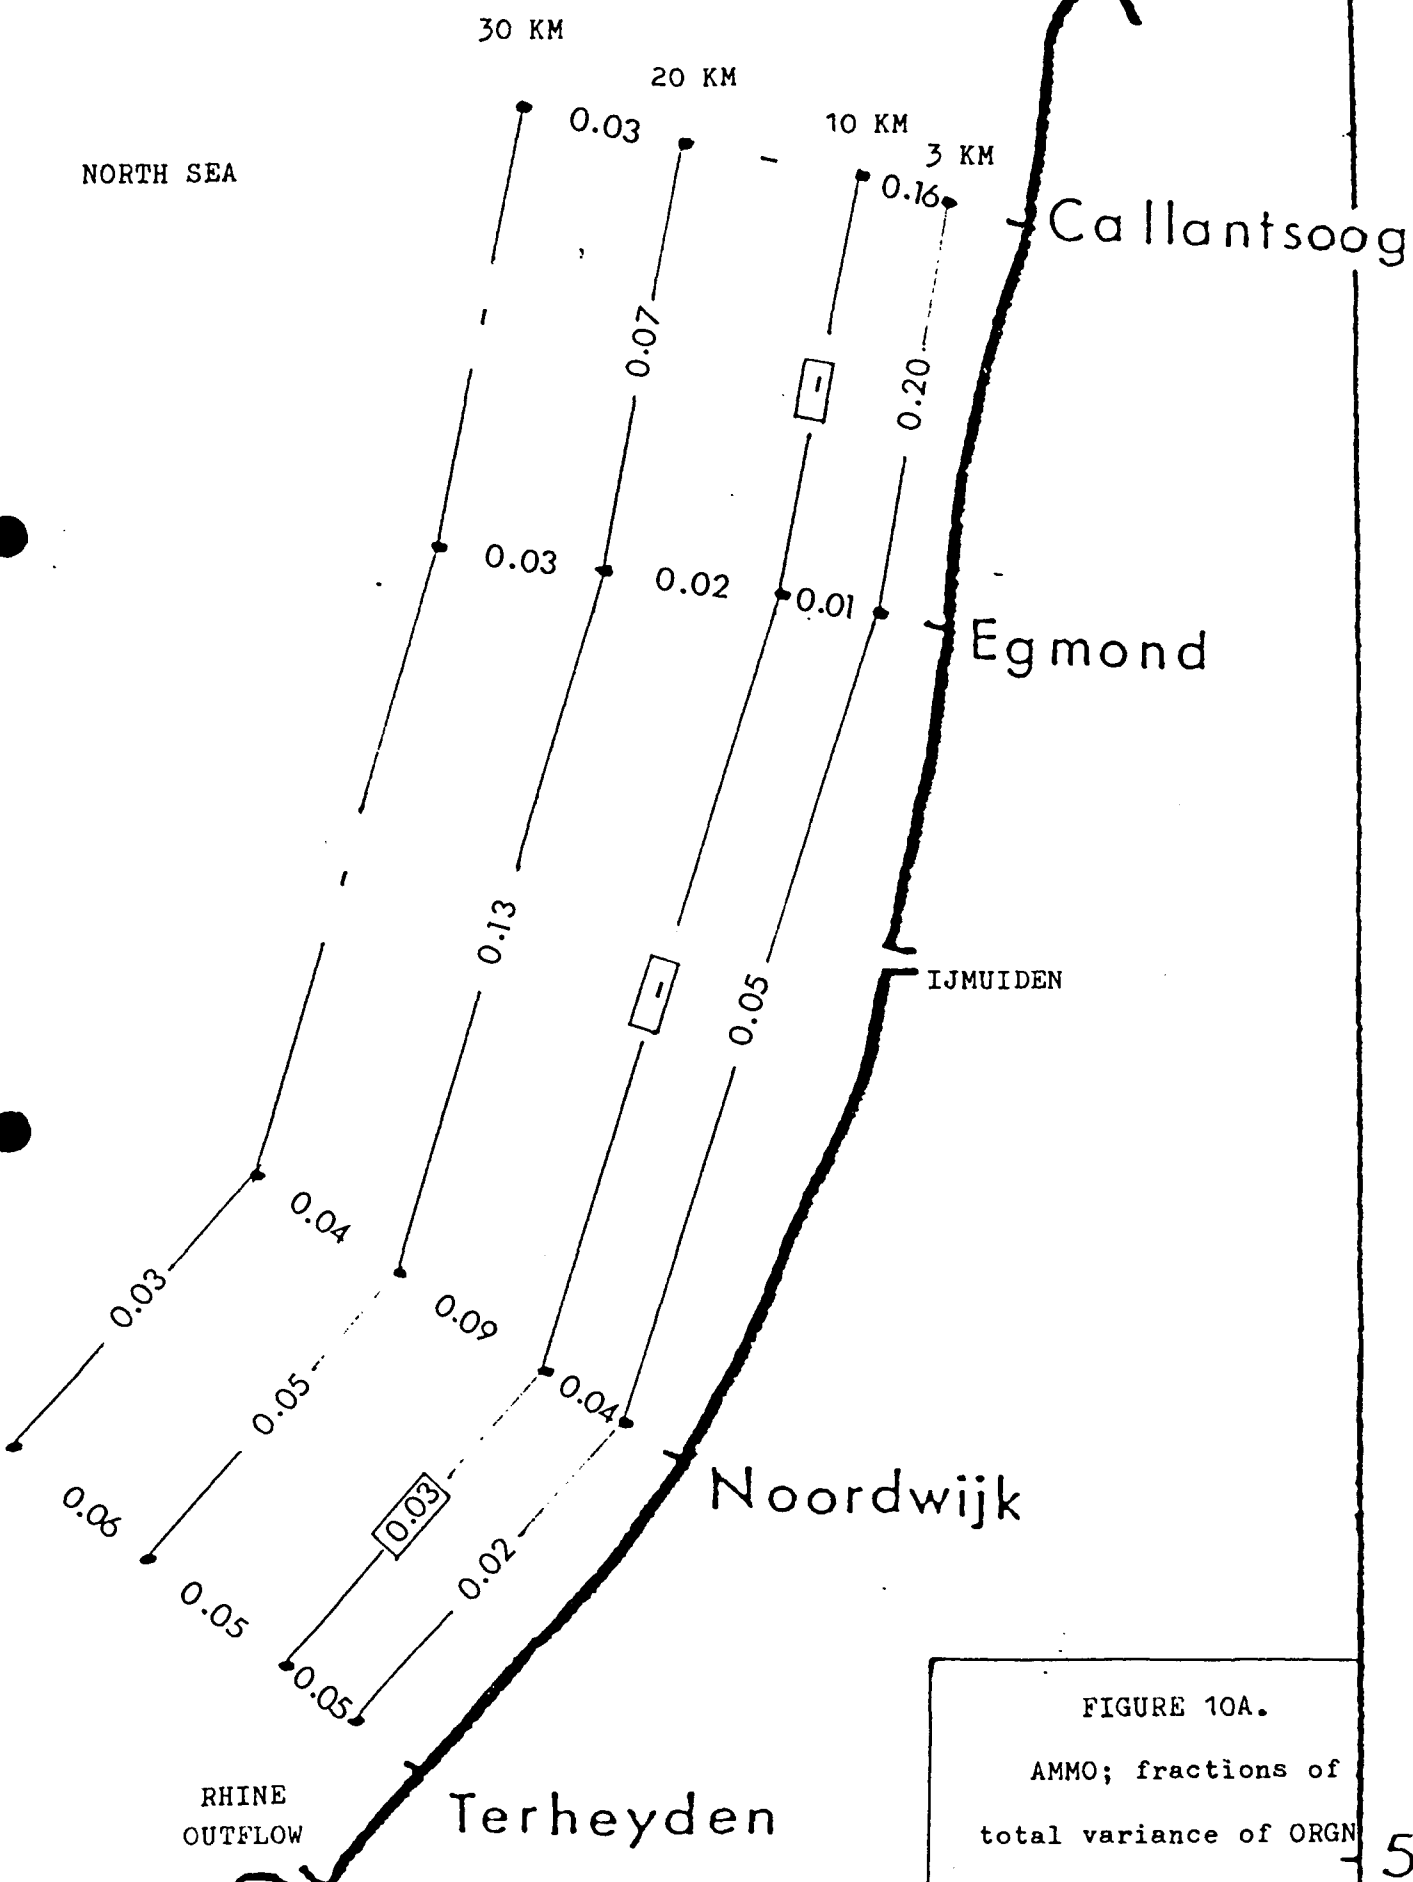 30 KM
20 KM
10 KM
3 KM
0.03
-
0.16
NORTH SEA
Callantsoog
-
0.07
-
0.20
0.03
0.02
0.01
Egmond
-
0.13
-
0.05
IJMUIDEN
0.04
0.03
0.09
0.05
0.04
Noordwijk
0.06
0.03
0.02
0.05
0.05
RHINE
OUTFLOW
Terheyden
FIGURE 10A.
AMMO; fractions of
total variance of ORGN
5